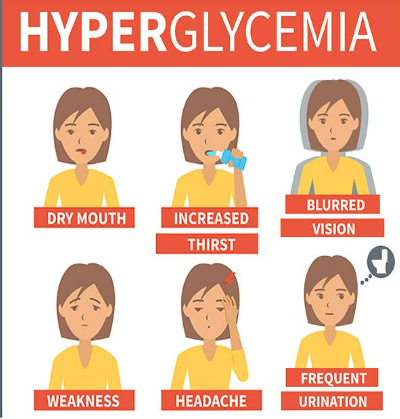 HYPERGLYCEMIA
DRY MOUTH
INCREASED
THIRST
BLURRED
VISION
WEAKNESS
HEADACHE
FREQUENT
URINATION